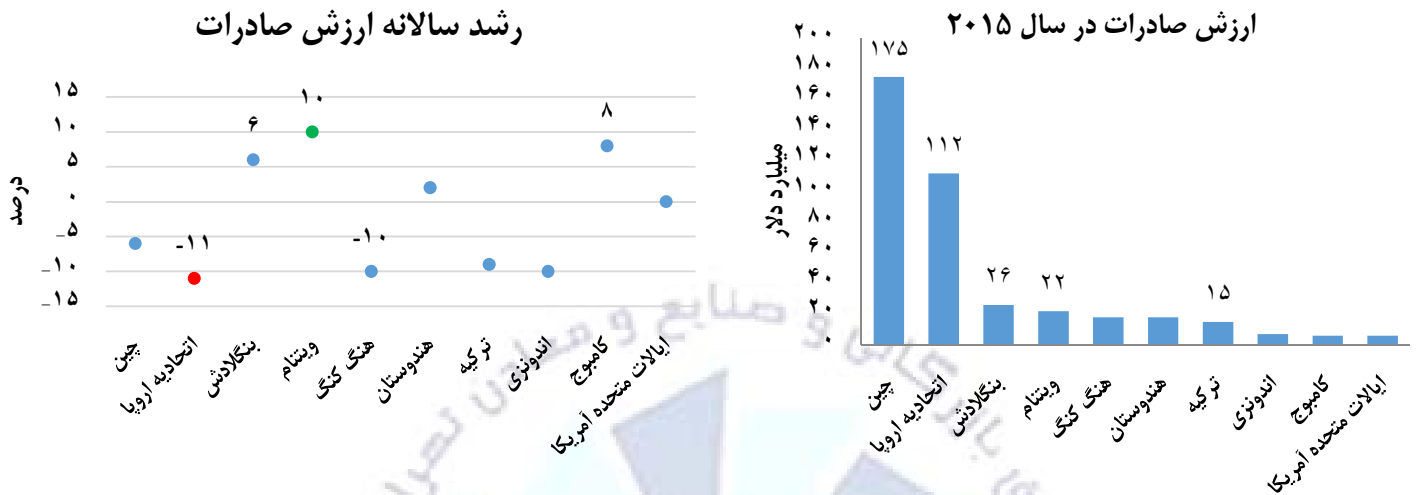 ارزش صادرات در سال ۲۰۱۵
میلیارد دلار
۲۰۰
۱۸۰
۱۶۰
۱۴۰
۱۲۰
۱۰۰
۸۰
۶۰
۴۰
۲۰
۰
۱۷۵
۱۱۲
۲۶
۲۲
۱۵
چین
اتحادیه اروپا
بنگلادش
ویتنام
هنگ کنگ
هندوستان
ترکیه
اندونزی
کامبوج
ایالات متحده آمریکا
رشد سالانه ارزش صادرات
درصد
۱۵
۱۰
۵
۰
-۵
-۱۰
-۱۵
-۱۱
۶
۱۰
-۱۰
۸
چین
اتحادیه اروپا
بنگلادش
ویتنام
هنگ کنگ
هندوستان
ترکیه
اندونزی
کامبوج
ایالات متحده آمریکا